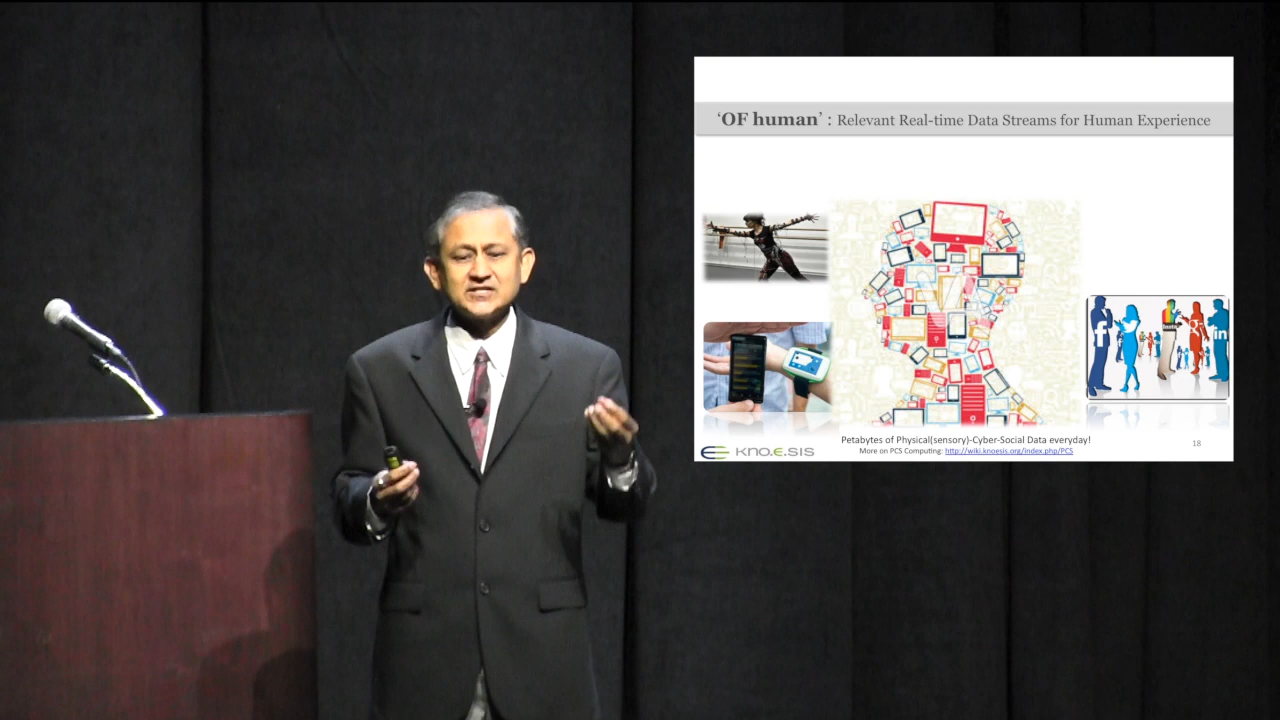 ‘OF human’ : Relevant Real-time Data Streams for Human Experience
f
in
Petabytes of Physical(sensory)-Cyber-Social Data everyday!
More on PCS Computing: http://wiki.knoesis.org/index.php/PCS
18
KNO.E.SIS